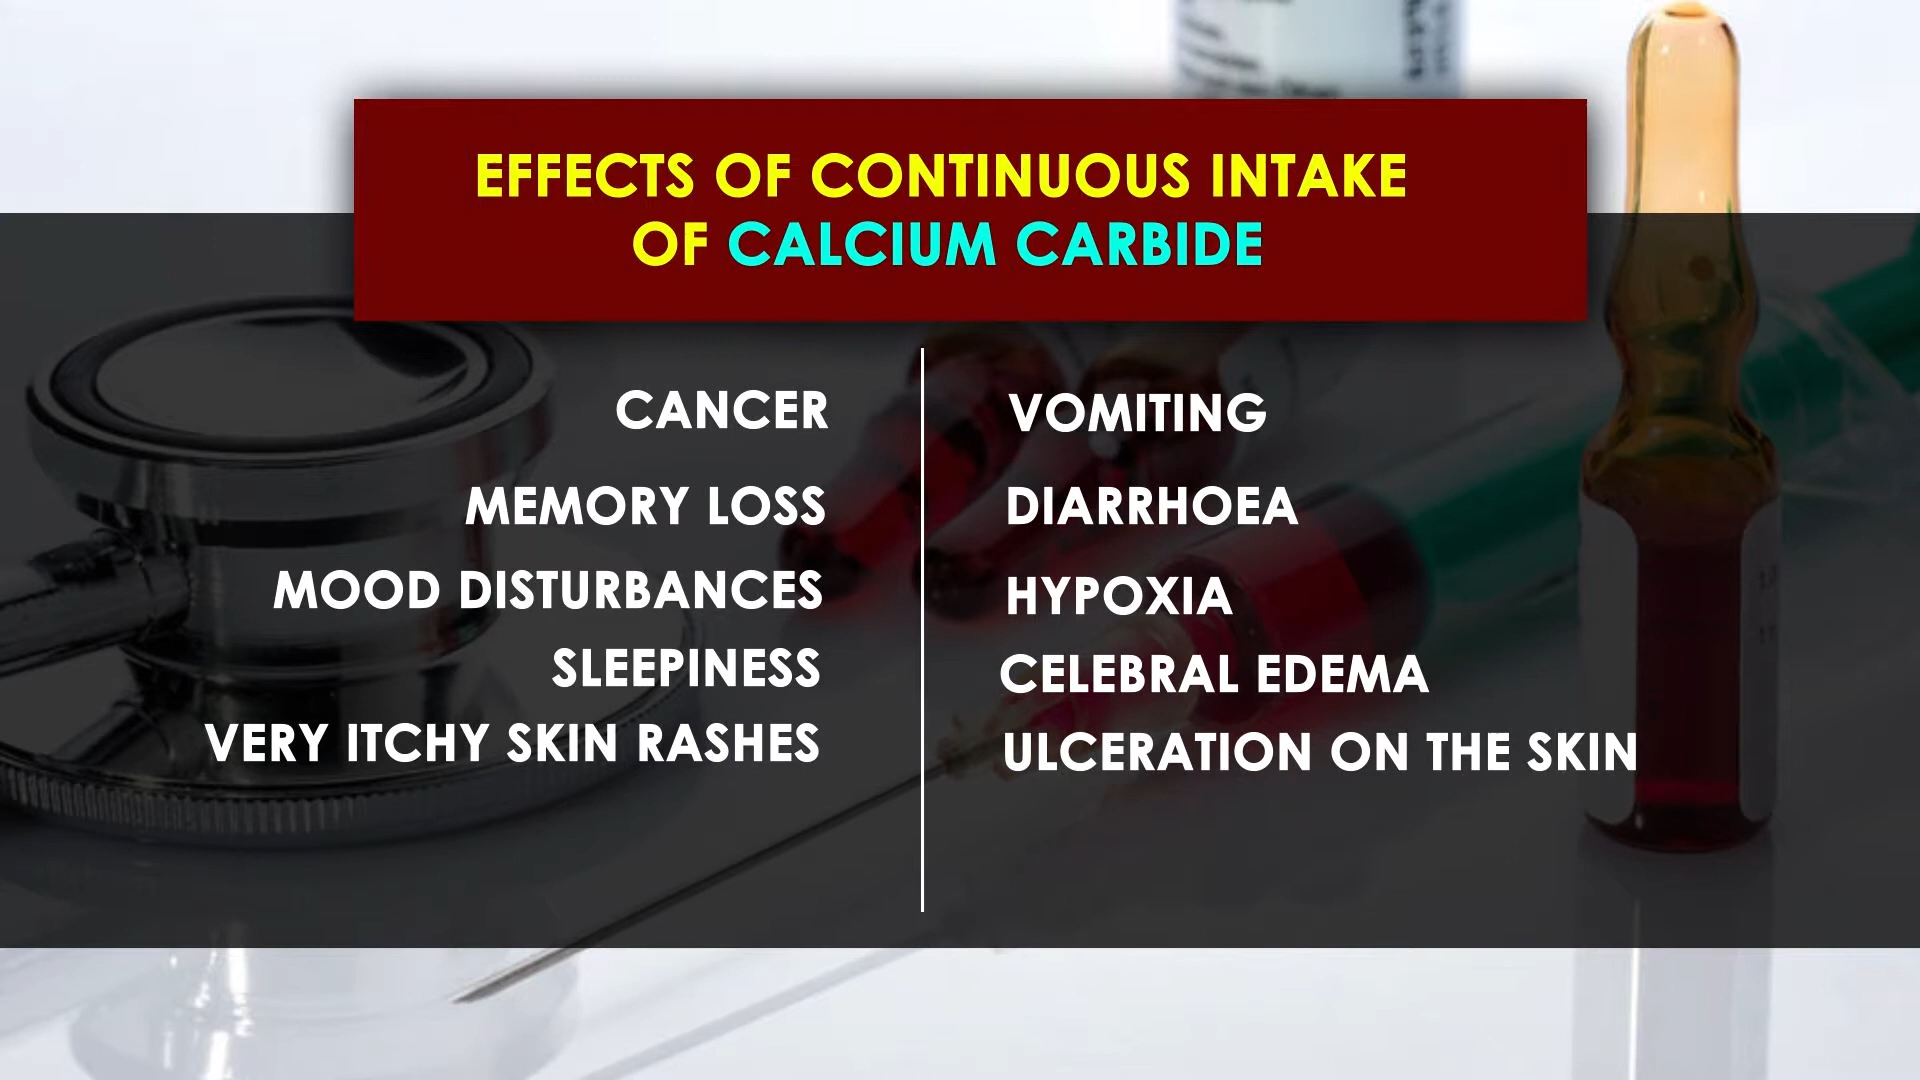 EFFECTS OF CONTINUOUS INTAKE
OF CALCIUM CARBIDE
CANCER
MEMORY LOSS
MOOD DISTURBANCES
SLEEPINESS
VERY ITCHY SKIN RASHES
VOMITING
DIARRHOEA
HYPOXIA
CELEBRAL EDEMA
ULCERATION ON THE SKIN